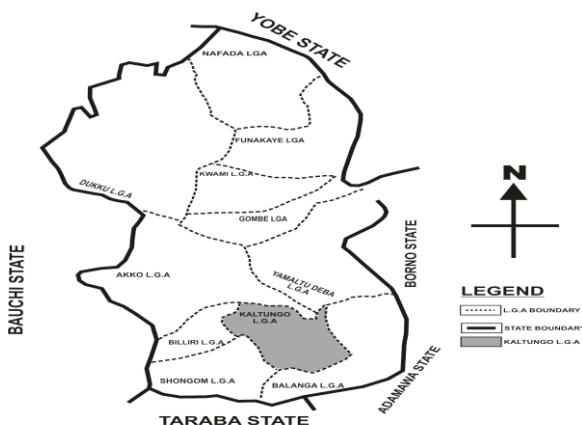 YOBE STATE
NAFADA LGA
FUNAKAYE LGA
KWAMI L.G.A
DUKKU L.G.A
GOMBE LGA
N
BAUCHI STATE
BORNO STATE
AKKO L.G.A
YAMALTU DEBA
L.G.A
LEGEND
L.G.A BOUNDARY
STATE BOUNDARY
KALTUNGO L.G.A
KALTUNGO
L.G.A
BILLIRI L.G.A
SHONGOM L.G.A
BALANGA L.G.A
ADAMAWA STATE
TARABA STATE